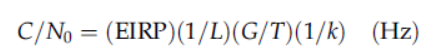 C/N₀ = (EIRP)(1/L)(G/T)(1/k) (Hz)